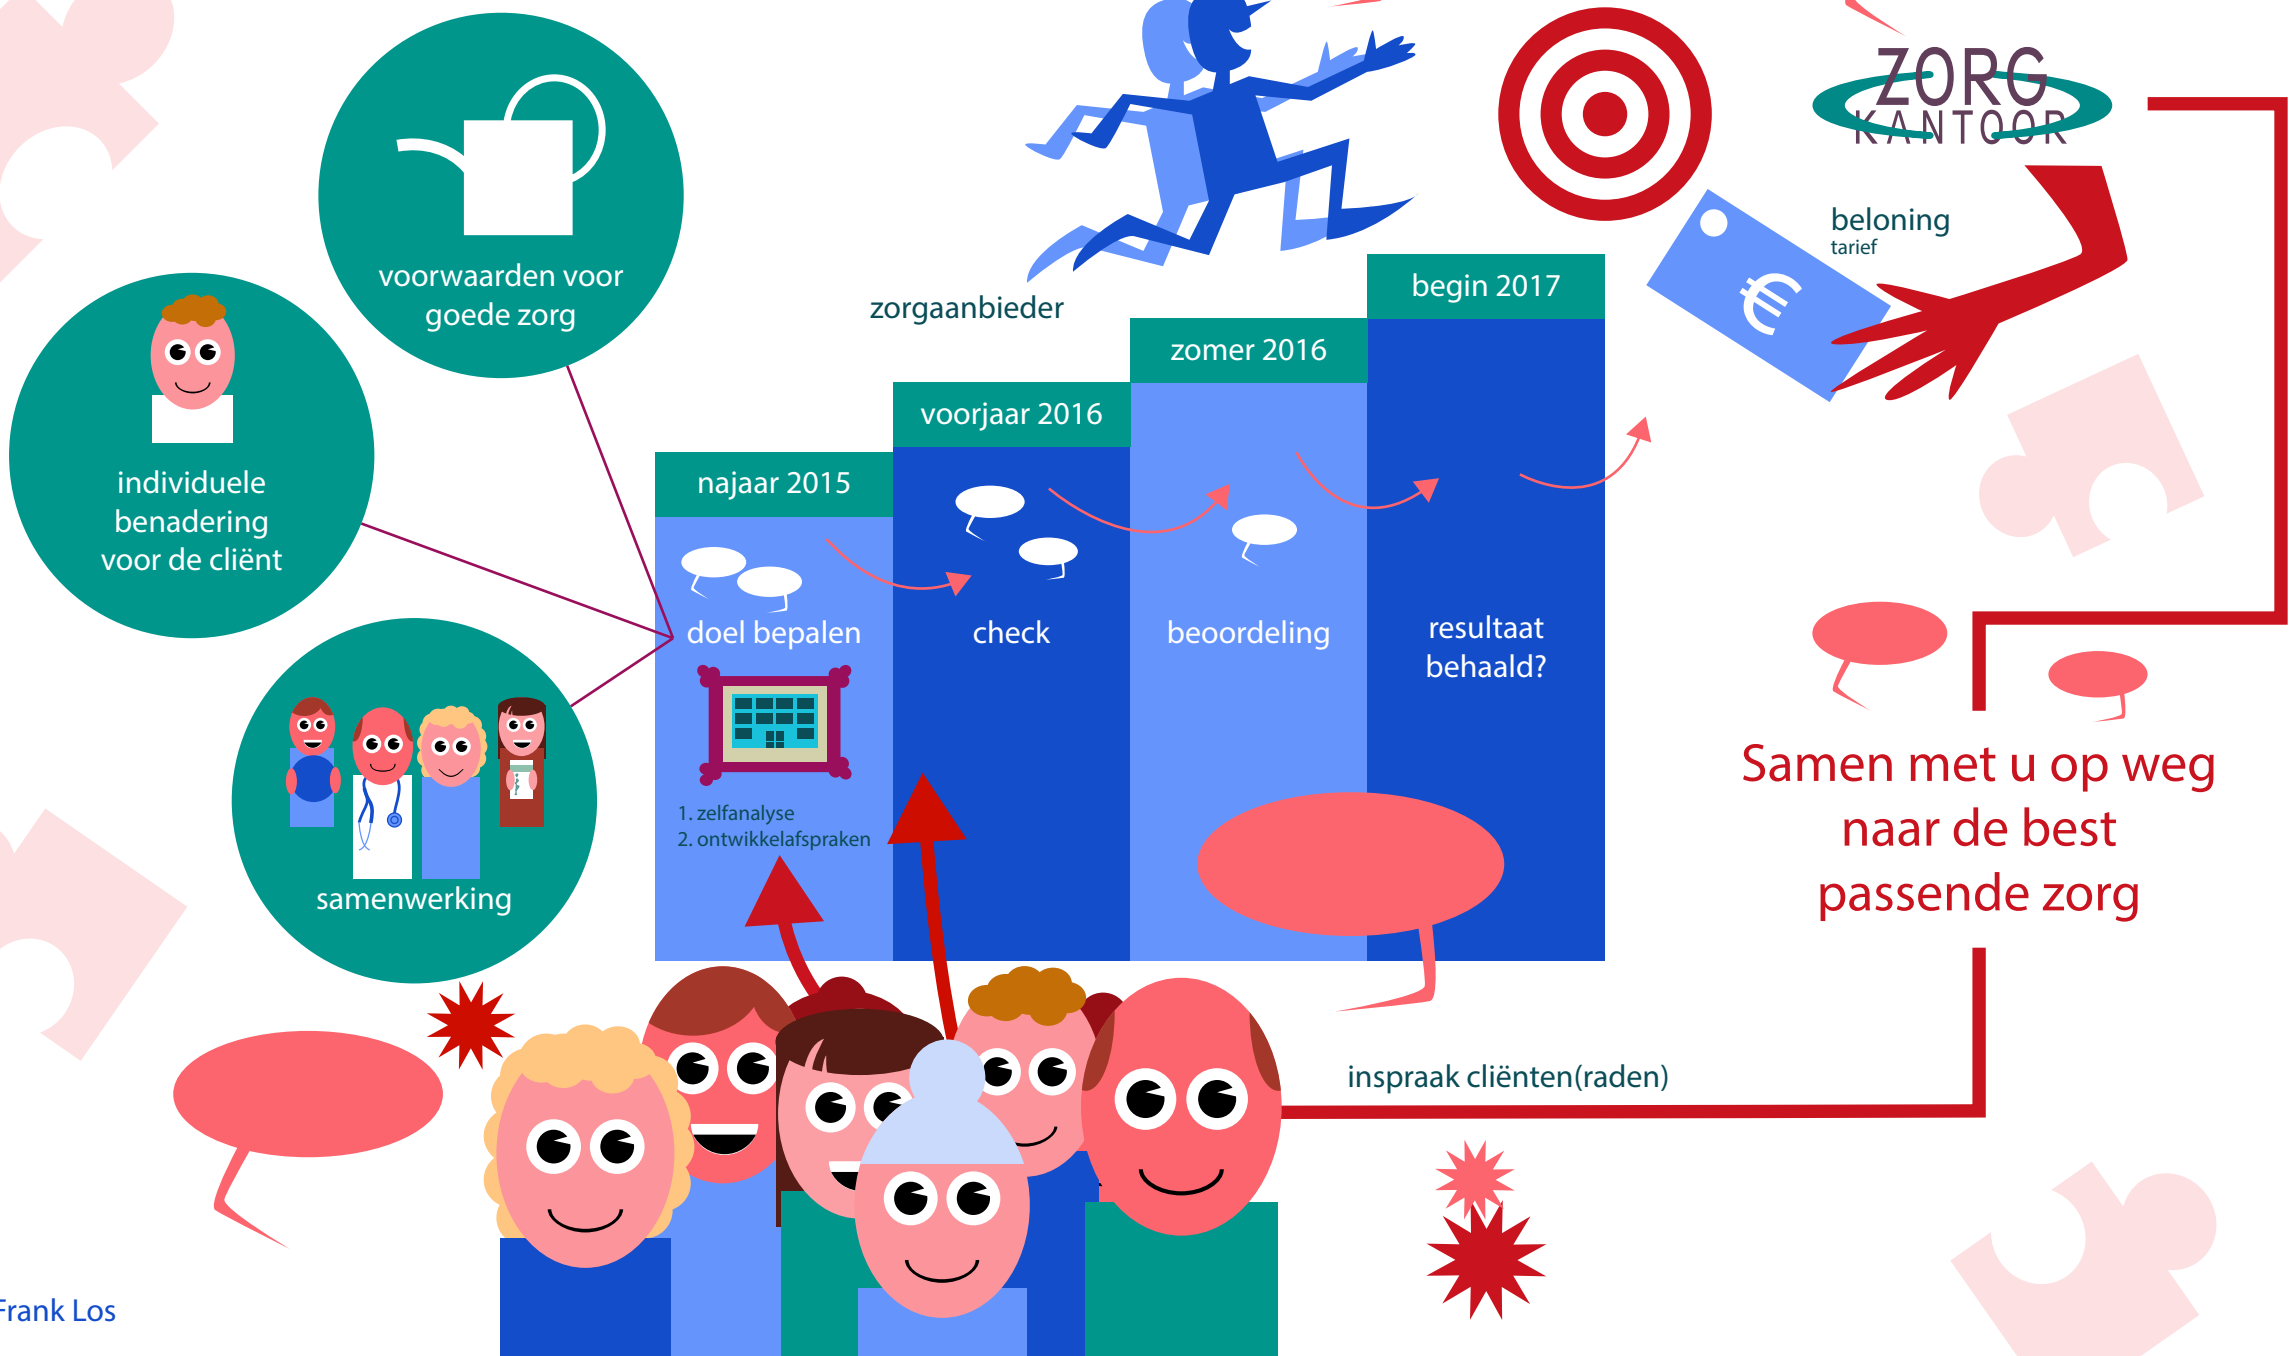 ZORG
KANTOOR
voorwaarden voor
goede zorg
beloning
tarief
zorgaanbieder
begin 2017
zomer 2016
voorjaar 2016
najaar 2015
individuele
benadering
voor de cliënt
doel bepalen
check
beoordeling
resultaat
behaald?
1. zelfanalyse
2. ontwikkelafspraken
samenwerking
Samen met u op weg
naar de best
passende zorg
inspraak cliënten(raden)
Frank Los